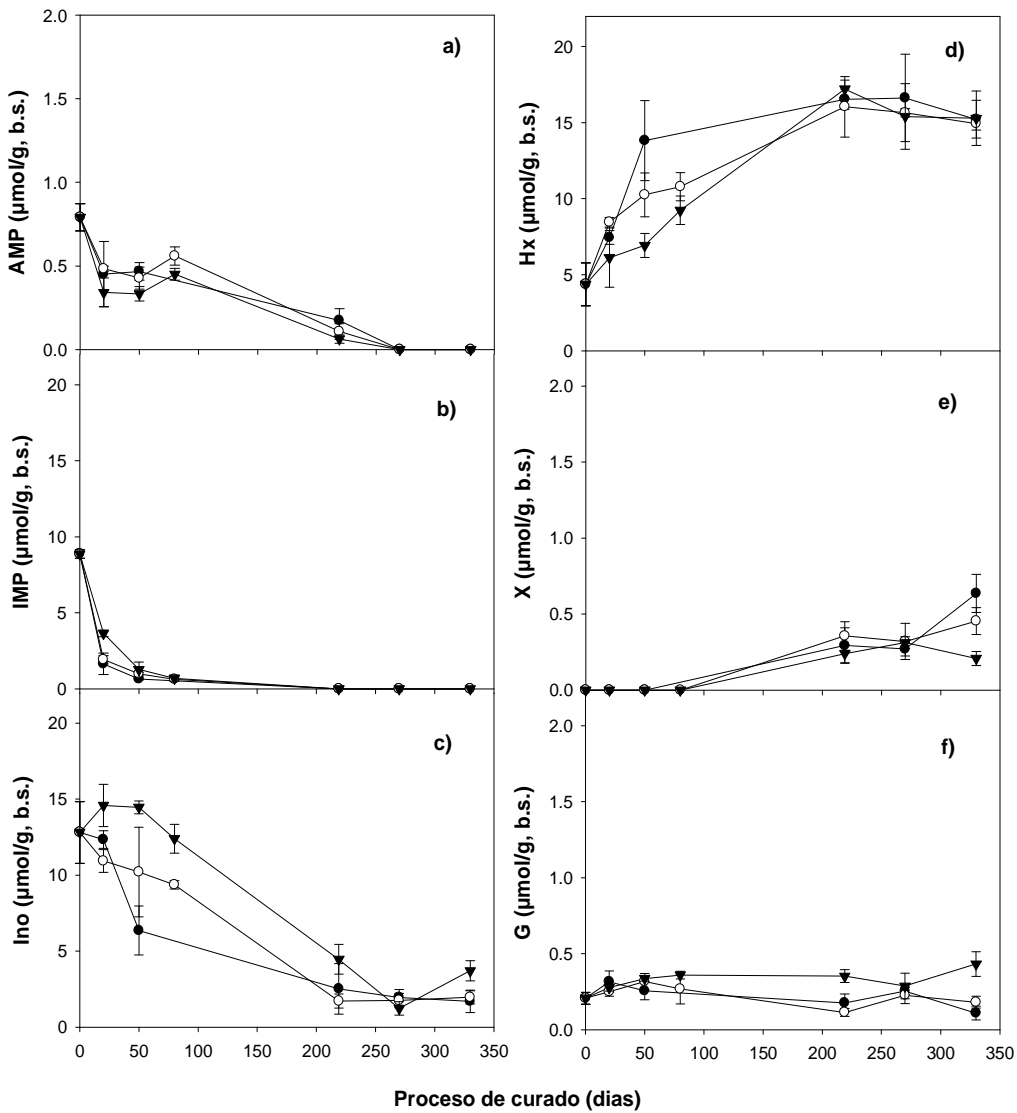 AMP (µmol/g, b.s.)
2.0
1.5
1.0
0.5
0.0
a)
IMP (µmol/g, b.s.)
20
15
10
5
0
b)
Ino (µmol/g, b.s.)
20
15
10
5
0
c)
0 50 100 150 200 250 300 350
Hx (µmol/g, b.s.)
20
15
10
5
0
d)
X (µmol/g, b.s.)
2.0
1.5
1.0
0.5
0.0
e)
G (µmol/g, b.s.)
2.0
1.5
1.0
0.5
0.0
f)
0 50 100 150 200 250 300 350
Proceso de curado (dias)